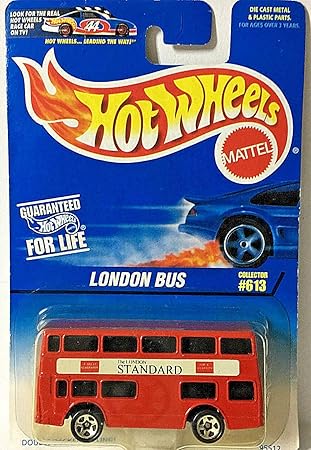 LOOK FOR THE REAL
HOT WHEELS
RACE CAR
ON TV!
44
HOT WHEELS... LEADING THE WAY!™
DIE CAST METAL
& PLASTIC PARTS.
FOR AGES OVER 3 YEARS.
HOT WHEELS
MATTEL
®
GUARANTEED
HOT WHEELS
FOR LIFE
LONDON BUS
COLLECTOR
#613
The LONDON
STANDARD